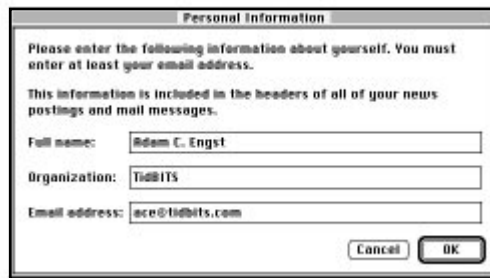 Personal Information
Please enter the following information about yourself. You must
enter at least your email address.
This information is included in the headers of all of your news
postings and mail messages.
Full name: Adam C. Engst
Organization: TidBITS
Email address: ace@tidbits.com
Cancel OK